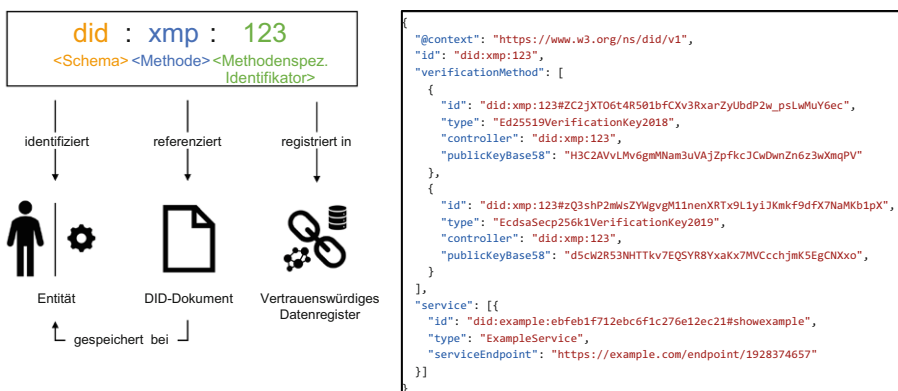 did : xmp : 123
<Schema> <Methode> <Methodenspez.
Identifikator>
identifiziert
referenziert
registriert in
Entität
DID-Dokument
Vertrauenswürdiges
Datenregister
gespeichert bei
{
"@context": "https://www.w3.org/ns/did/v1",
"id": "did:xmp:123",
"verificationMethod": [
{
"id": "did:xmp:123#ZC2jXTO6t4R501bfCXv3RxarZyUbdP2w_psLwMuY6ec",
"type": "Ed25519VerificationKey2018",
"controller": "did:xmp:123",
"publicKeyBase58": "H3C2AVvLMv6gmMNam3uVAjZpfkcJCwDwnZn6z3wXmqPV"
},
{
"id": "did:xmp:123#zQ3shP2mWsZYWgvgM11nenXRTx9L1yiJKmkf9dfX7NaMKb1pX",
"type": "EcdsaSecp256k1VerificationKey2019",
"controller": "did:xmp:123",
"publicKeyBase58": "d5cW2R53NHTTkv7EQSYR8YxaKx7MVCcchjmK5EgCNXxo",
}
],
"service": [{
"id": "did:example:ebfeb1f712ebc6f1c276e12ec21#showexample",
"type": "ExampleService",
"serviceEndpoint": "https://example.com/endpoint/1928374657"
}]
}